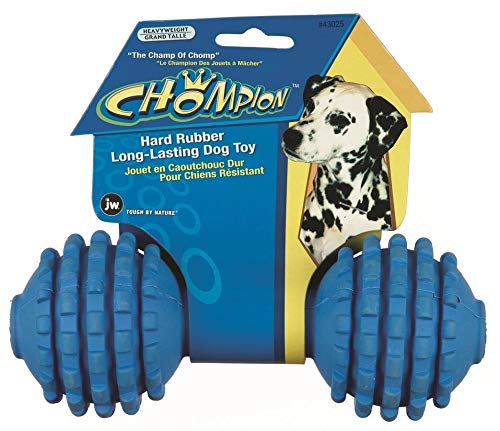 HEAVYWEIGHT
GRAND TALLE
#43025
"The Champ Of Chomp"
"Le Champion Des Jouets à Mâcher"
CHOMPION™
Hard Rubber
Long-Lasting Dog Toy
Jouet en Caoutchouc Dur
Pour Chiens Résistant
JW
TOUGH BY NATURE®